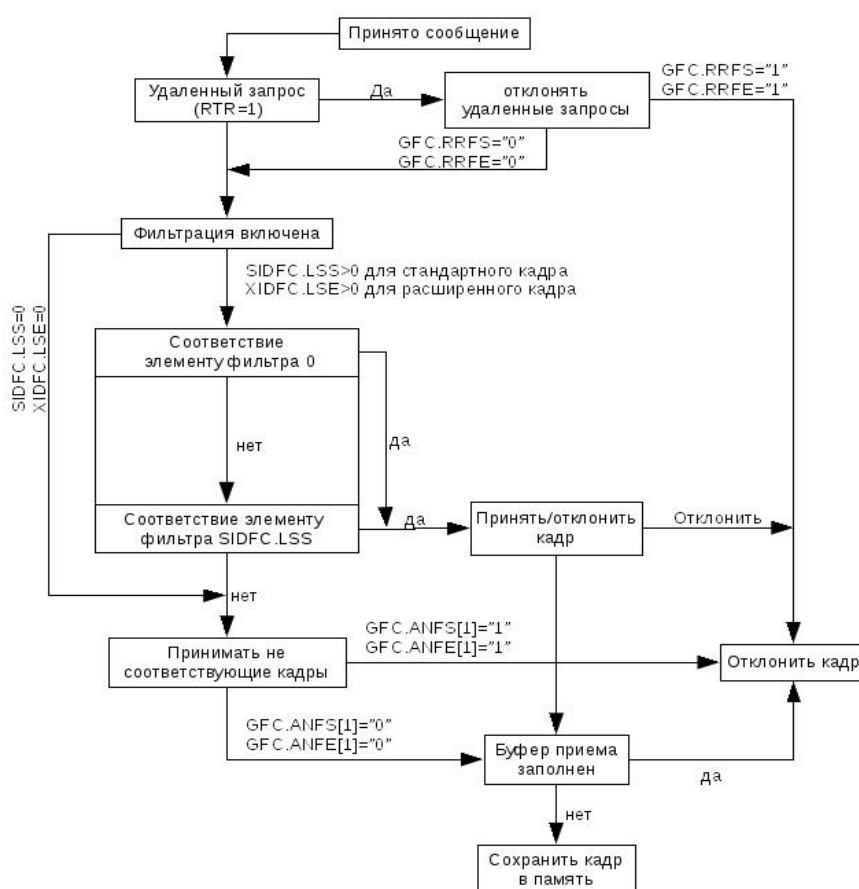 Принято сообщение
Удаленный запрос
(RTR=1)
Да
отклонять
удаленные запросы
GFC.RRFS="1"
GFC.RRFE="1"
GFC.RRFS="0"
GFC.RRFE="0"
Фильтрация включена
SIDFC.LSS>0 для стандартного кадра
XIDFC.LSE>0 для расширенного кадра
SIDFC.LSS=0
XIDFC.LSE=0
Соответствие
элементу фильтра 0
нет
да
Соответствие элементу
фильтра SIDFC.LSS
да
Принять/отклонить
кадр
Отклонить
нет
Принимать не
соответствующие кадры
GFC.ANFS[1]="1"
GFC.ANFE[1]="1"
Отклонить кадр
GFC.ANFS[1]="0"
GFC.ANFE[1]="0"
Буфер приема
заполнен
да
нет
Сохранить кадр
в память